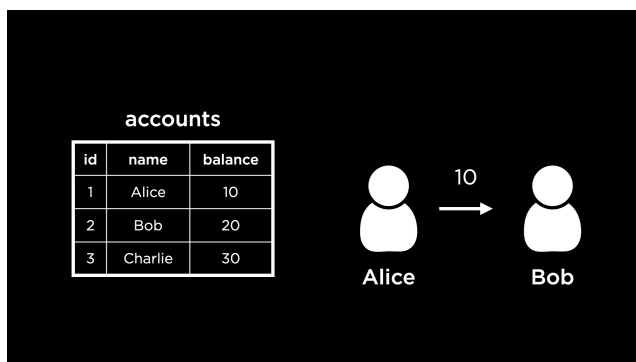 accounts
id name balance
1 Alice 10
2 Bob 20
3 Charlie 30
10
Alice Bob